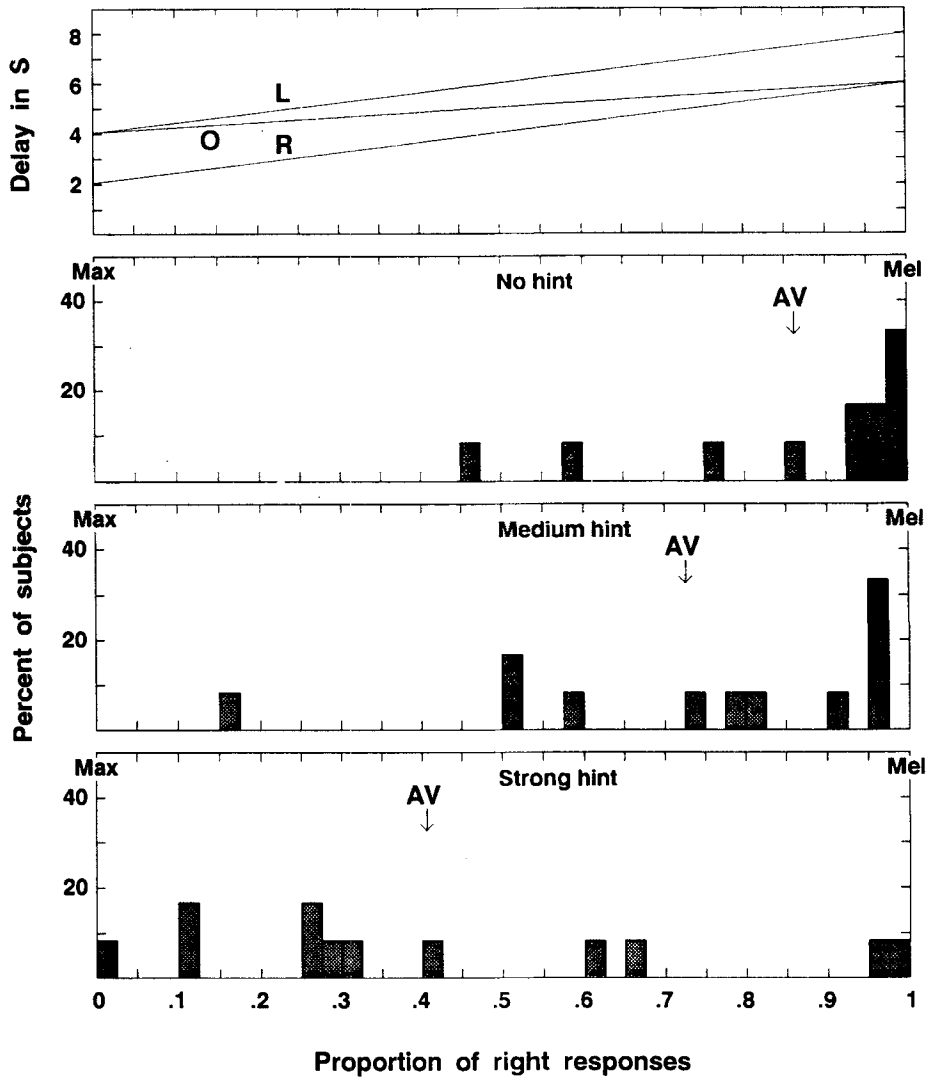 Delay in S
8
6
4
2
L
O
R
Max
No hint
Mel
AV
40
20
Percent of subjects
Max
Medium hint
Mel
AV
40
20
Max
Strong hint
Mel
AV
40
20
0 .1 .2 .3 .4 .5 .6 .7 .8 .9 1
Proportion of right responses